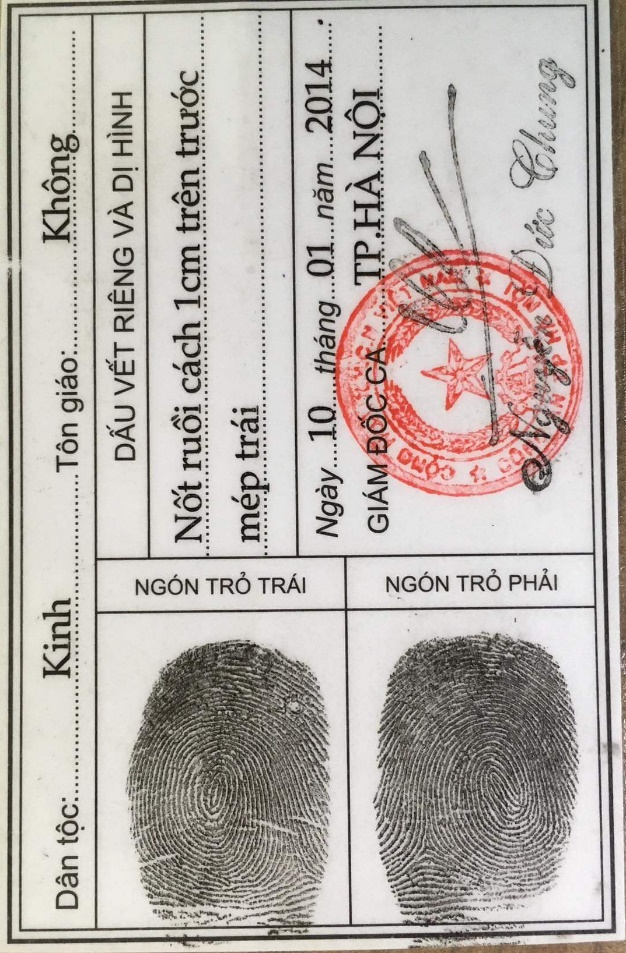 Dân tộc: Kinh Tôn giáo: Không
DẤU VẾT RIÊNG VÀ DỊ HÌNH
Nốt ruồi cách 1cm trên trước
mép trái
Ngày 10 tháng 01 năm 2014
GIÁM ĐỐC CA TP.HÀ NỘI
Nguyễn Đức Chung
NGÓN TRỎ TRÁI
NGÓN TRỎ PHẢI